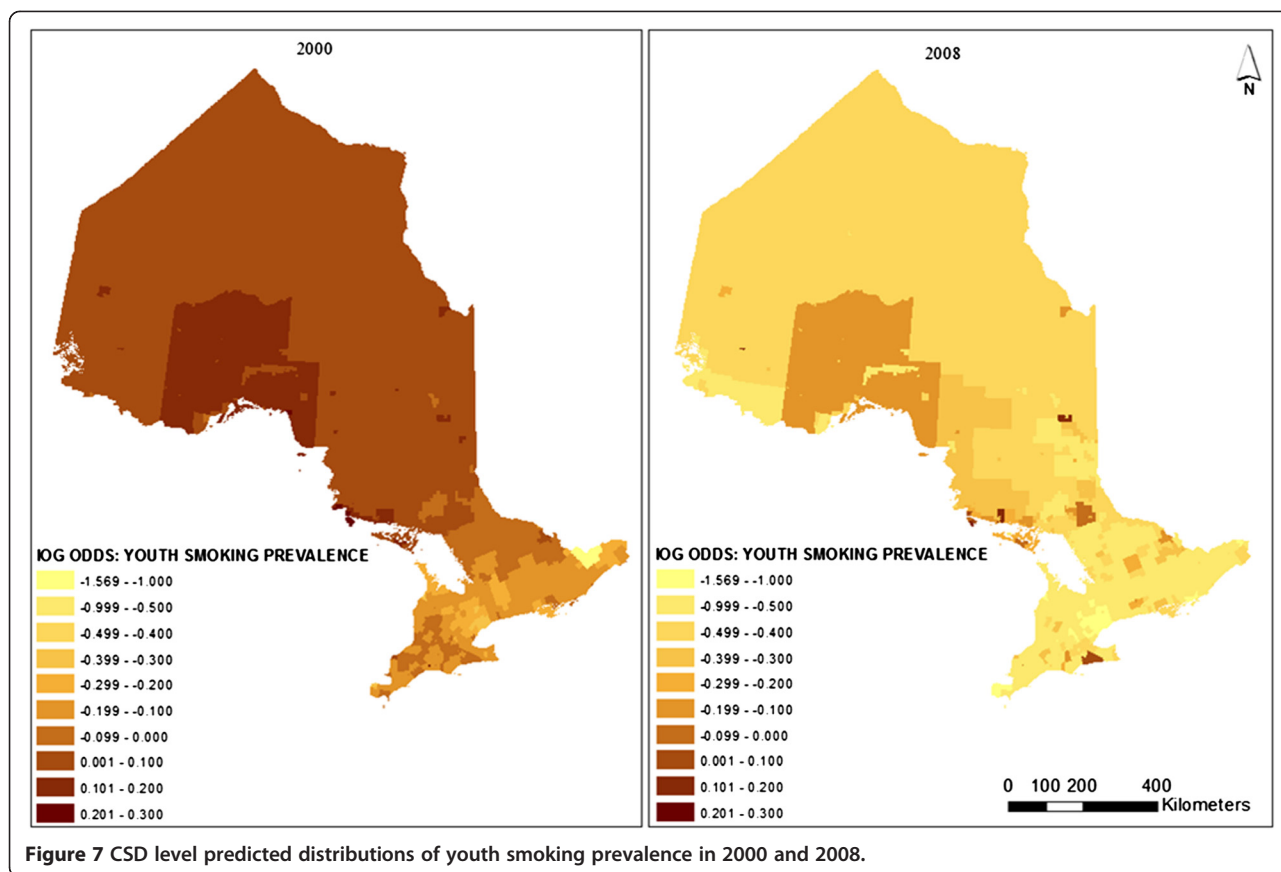 2000
IOG ODDS: YOUTH SMOKING PREVALENCE
-1.569 - -1.000
-0.999 - -0.500
-0.499 - -0.400
-0.399 - -0.300
-0.299 - -0.200
-0.199 - -0.100
-0.099 - 0.000
0.001 - 0.100
0.101 - 0.200
0.201 - 0.300
2008
N
IOG ODDS: YOUTH SMOKING PREVALENCE
-1.569 - -1.000
-0.999 - -0.500
-0.499 - -0.400
-0.399 - -0.300
-0.299 - -0.200
-0.199 - -0.100
-0.099 - 0.000
0.001 - 0.100
0.101 - 0.200
0.201 - 0.300
0 100 200 400
Kilometers
Figure 7 CSD level predicted distributions of youth smoking prevalence in 2000 and 2008.